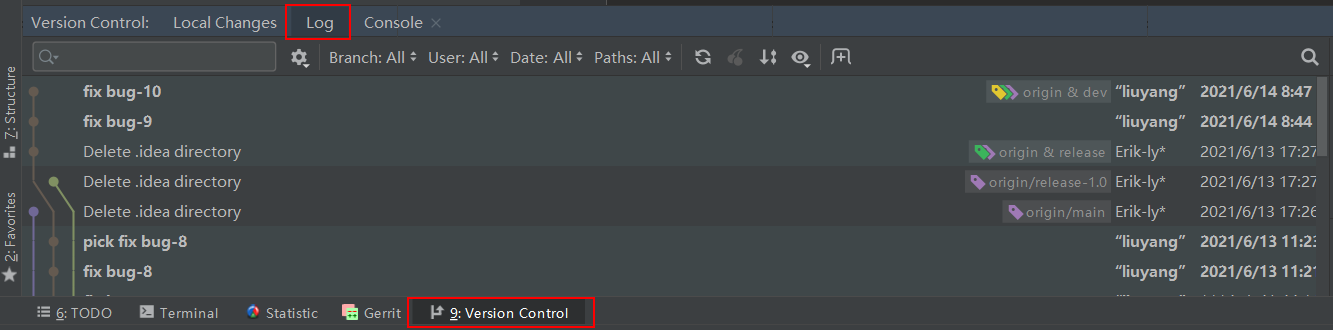 Version Control: Local Changes Log Console
Branch: All User: All Date: All Paths: All
fix bug-10 origin & dev “liuyang” 2021/6/14 8:47
fix bug-9 “liuyang” 2021/6/14 8:44
Delete .idea directory origin & release Erik-ly* 2021/6/13 17:27
Delete .idea directory origin/release-1.0 Erik-ly* 2021/6/13 17:27
Delete .idea directory origin/main Erik-ly* 2021/6/13 17:26
pick fix bug-8 “liuyang” 2021/6/13 11:23
fix bug-8 “liuyang” 2021/6/13 11:21
7: Structure
2: Favorites
6: TODO Terminal Statistic Gerrit 9: Version Control